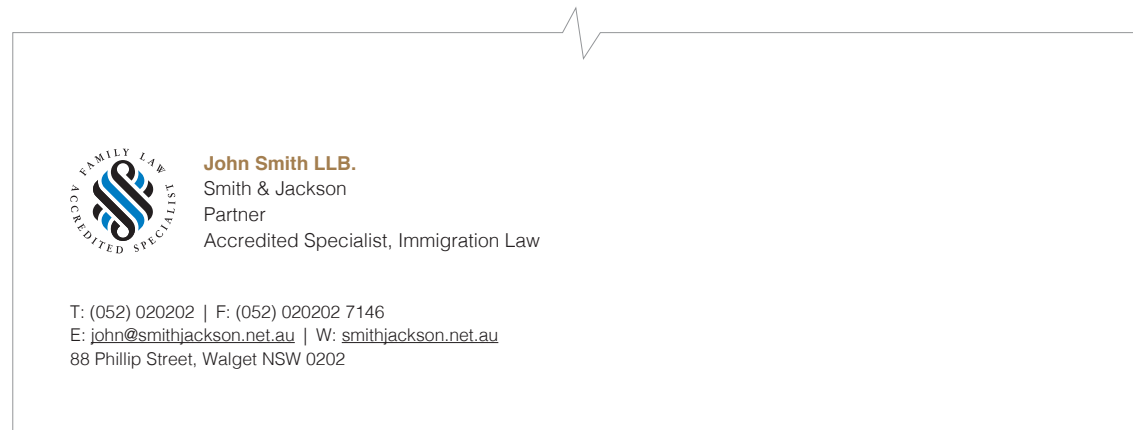 FAMILY LAW
ACCREDITED SPECIALIST
John Smith LLB.
Smith & Jackson
Partner
Accredited Specialist, Immigration Law
T: (052) 020202 | F: (052) 020202 7146
E: john@smithjackson.net.au | W: smithjackson.net.au
88 Phillip Street, Walget NSW 0202